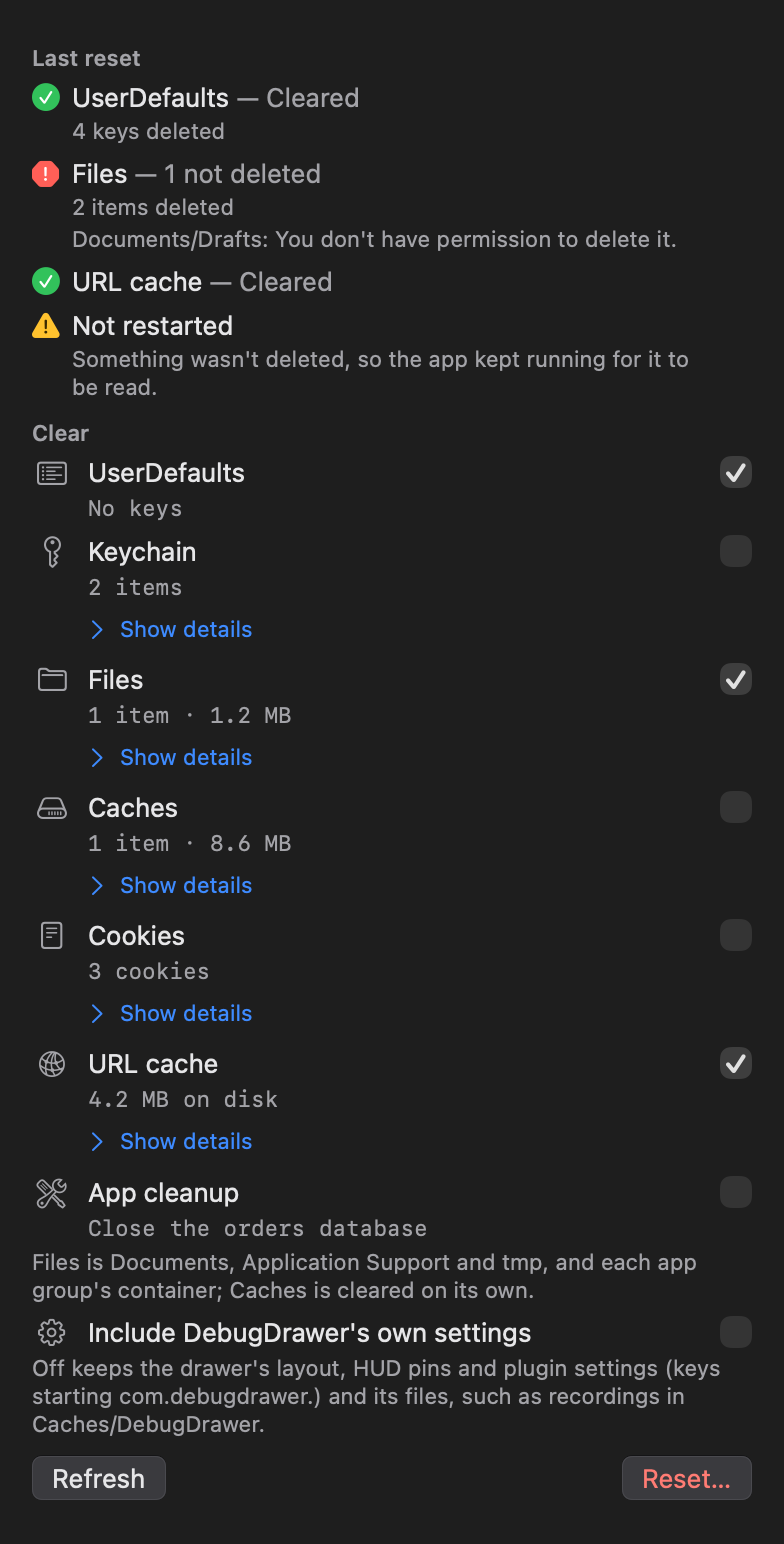 Last reset
UserDefaults — Cleared
4 keys deleted
Files — 1 not deleted
2 items deleted
Documents/Drafts: You don't have permission to delete it.
URL cache — Cleared
Not restarted
Something wasn't deleted, so the app kept running for it to
be read.
Clear
UserDefaults
No keys
Keychain
2 items
Show details
Files
1 item · 1.2 MB
Show details
Caches
1 item · 8.6 MB
Show details
Cookies
3 cookies
Show details
URL cache
4.2 MB on disk
Show details
App cleanup
Close the orders database
Files is Documents, Application Support and tmp, and each app
group's container; Caches is cleared on its own.
Include DebugDrawer's own settings
Off keeps the drawer's layout, HUD pins and plugin settings (keys
starting com.debugdrawer.) and its files, such as recordings in
Caches/DebugDrawer.
Refresh
Reset...